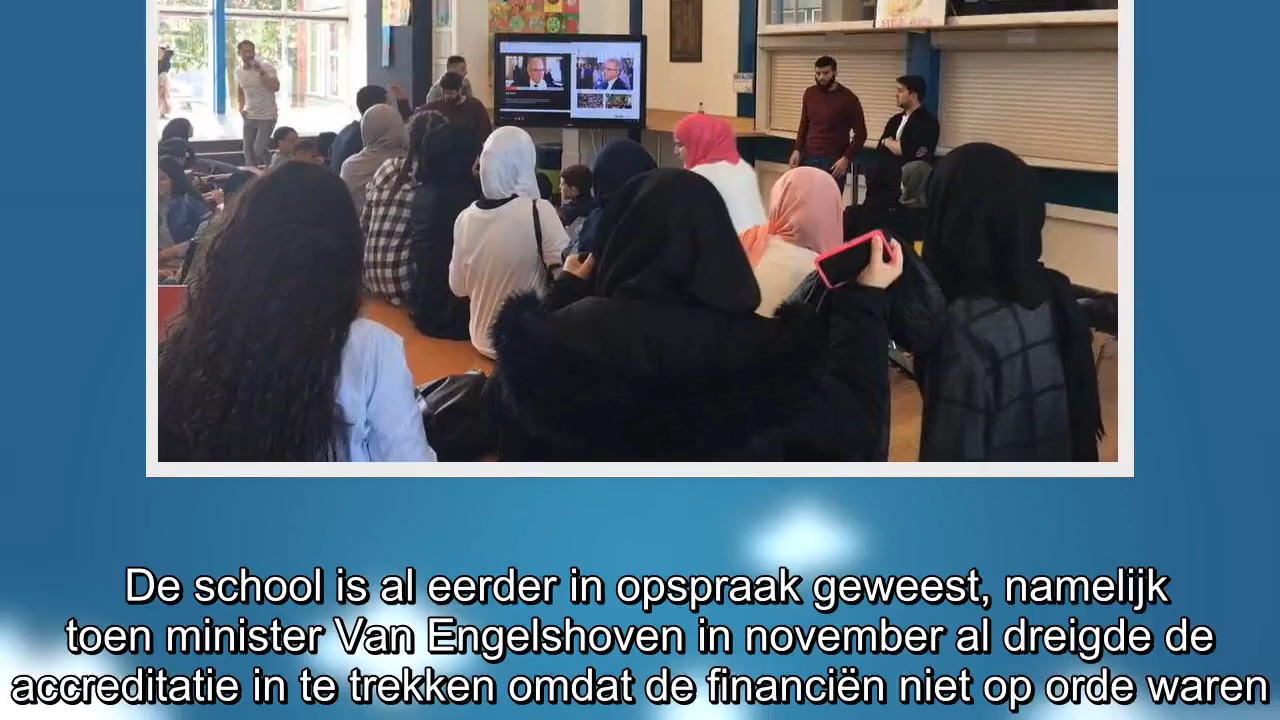 De school is al eerder in opspraak geweest, namelijk
toen minister Van Engelshoven in november al dreigde de
accreditatie in te trekken omdat de financiën niet op orde waren